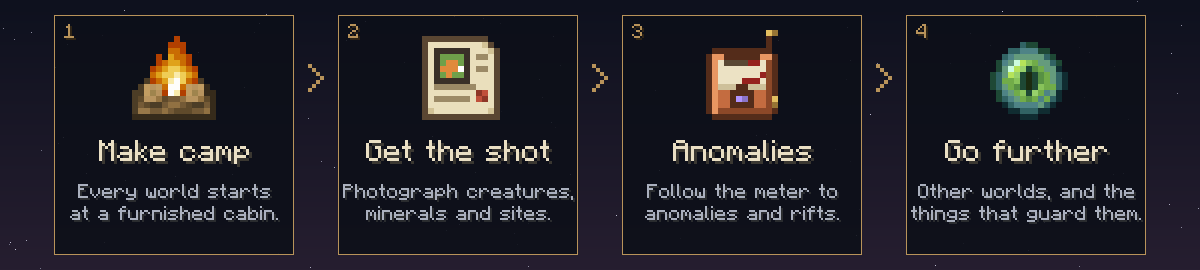 1
Make camp
Every world starts
at a furnished cabin.
2
Get the shot
Photograph creatures,
minerals and sites.
3
Anomalies
Follow the meter to
anomalies and rifts.
4
Go further
Other worlds, and the
things that guard them.